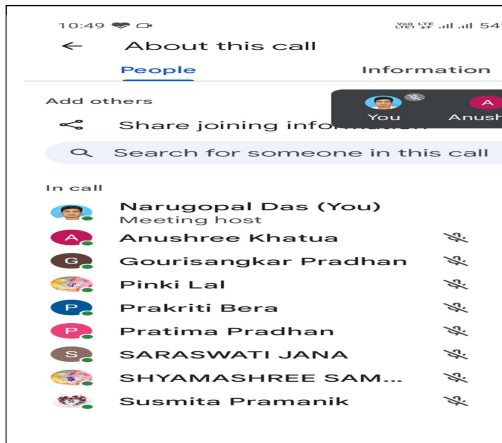 10:49
54
About this call
People Information
Add others
You Anush
Share joining information
Search for someone in this call
In call
Narugopal Das (You)
Meeting host
A Anushree Khatua
G Gourisangkar Pradhan
Pinki Lal
P Prakriti Bera
P Pratima Pradhan
S SARASWATI JANA
SHYAMASHREE SAM...
Susmita Pramanik